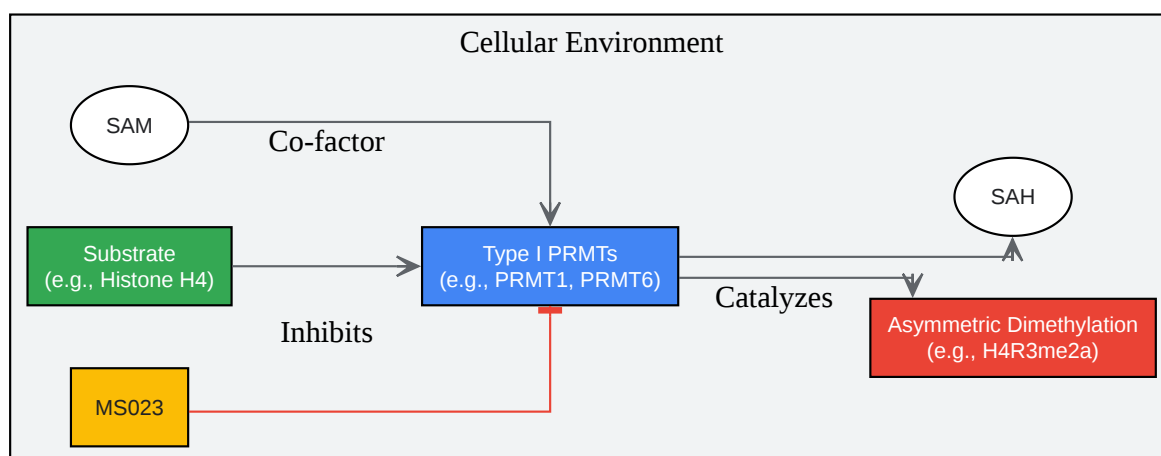 Cellular Environment
SAM
Co-factor
SAH
Substrate
(e.g., Histone H4)
Type I PRMTs
(e.g., PRMT1, PRMT6)
Catalyzes
Inhibits
Asymmetric Dimethylation
(e.g., H4R3me2a)
MS023